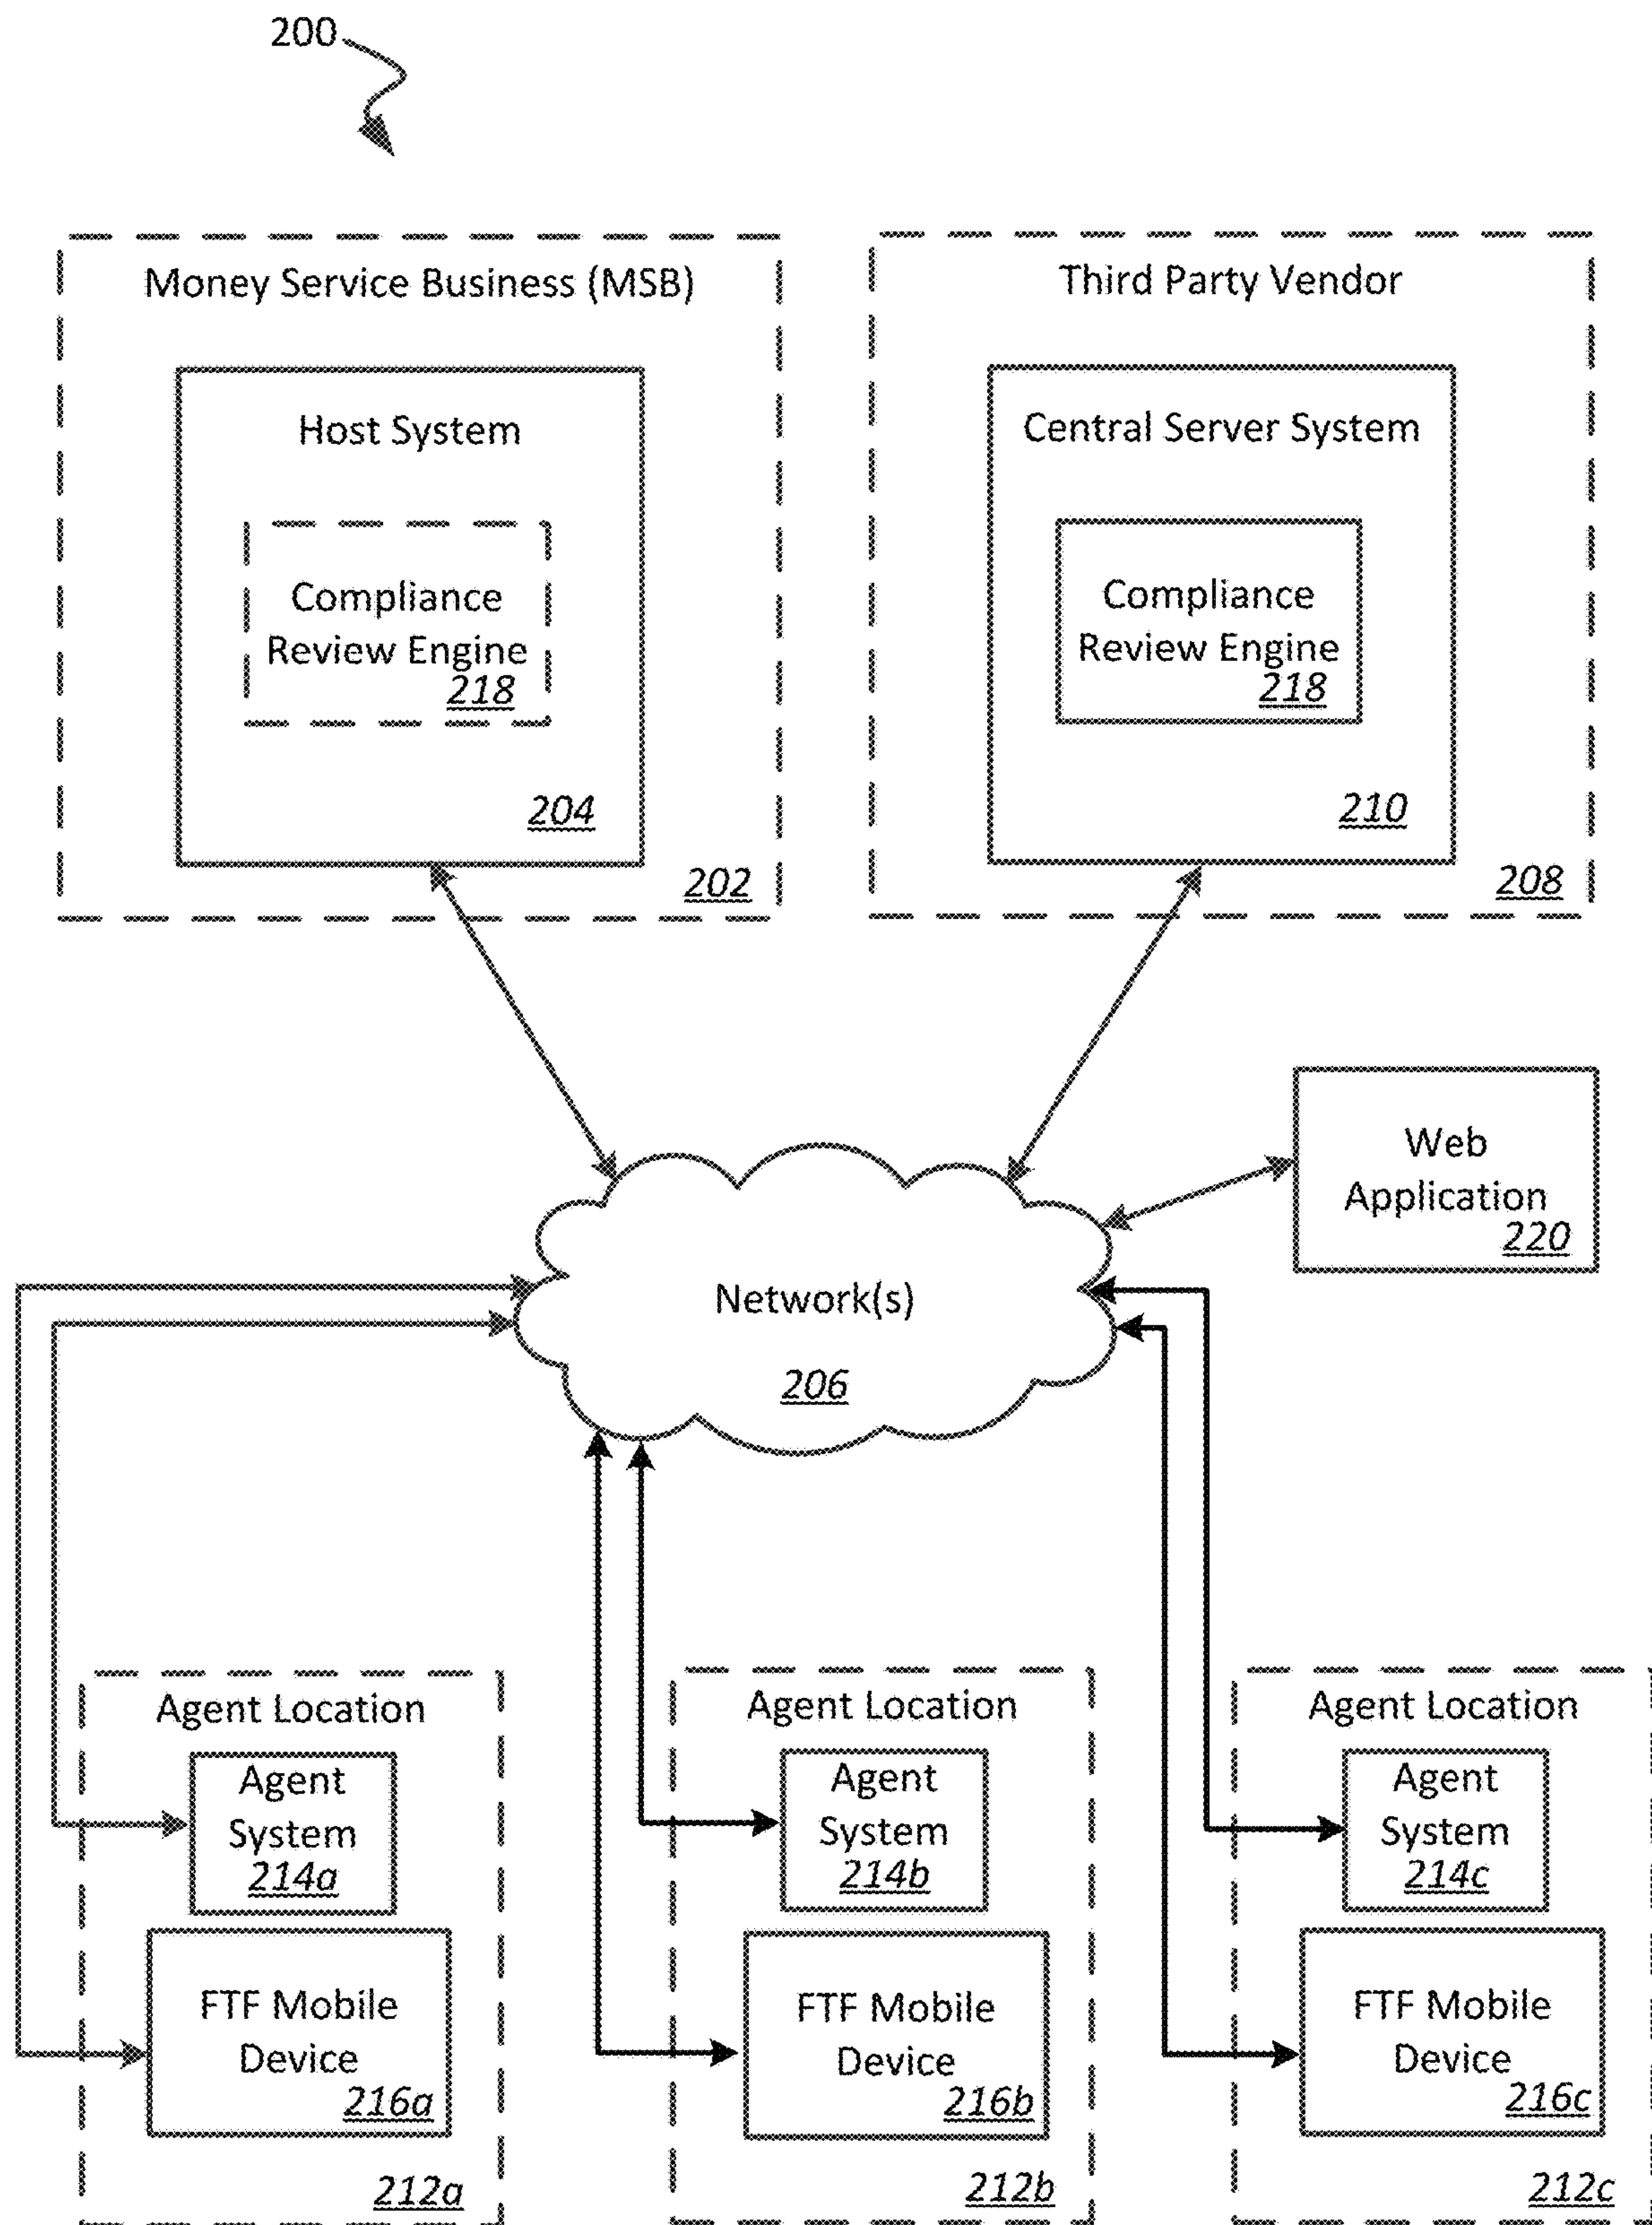 200
Money Service Business (MSB)
Host System
Compliance
Review Engine
218
204
202
Third Party Vendor
Central Server System
Compliance
Review Engine
218
210
208
Web
Application
220
Network(s)
206
Agent Location
Agent
System
214a
FTF Mobile
Device
216a
212a
Agent Location
Agent
System
214b
FTF Mobile
Device
216b
212b
Agent Location
Agent
System
214c
FTF Mobile
Device
216c
212c